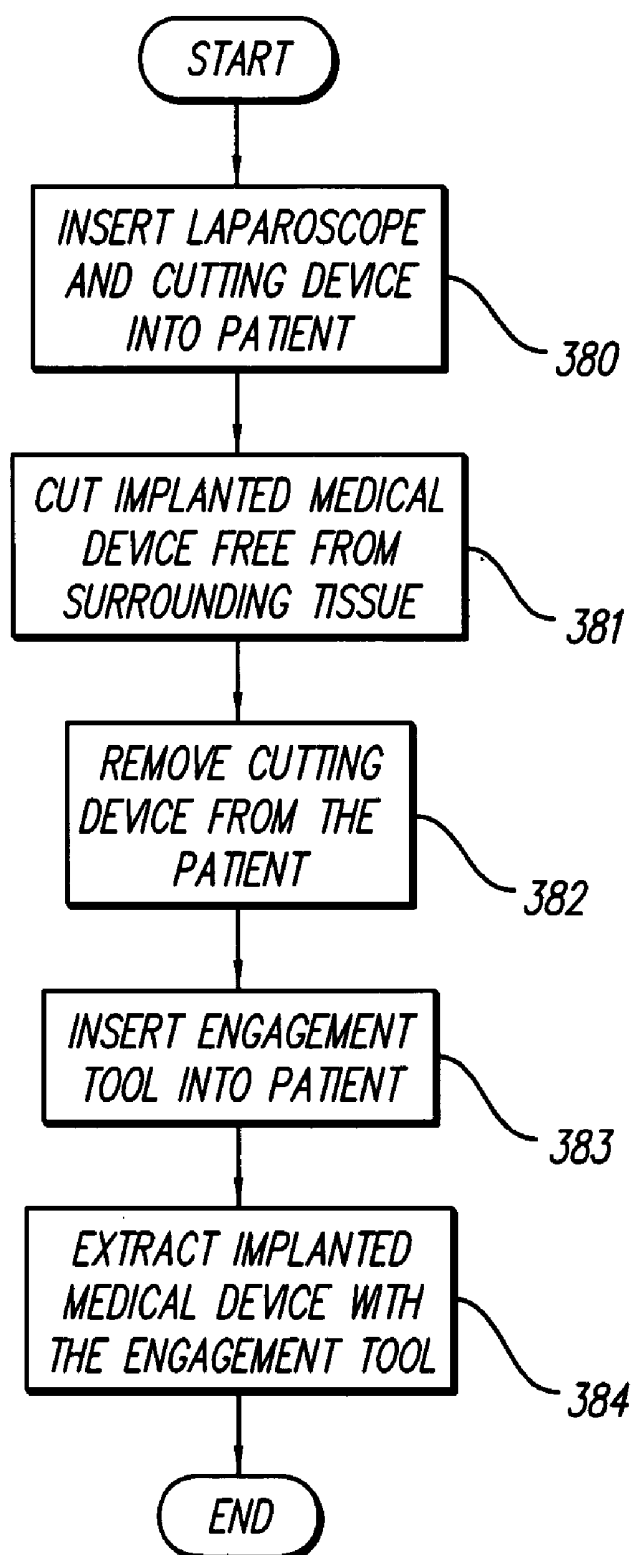 START
INSERT LAPAROSCOPE
AND CUTTING DEVICE
INTO PATIENT
380
CUT IMPLANTED MEDICAL
DEVICE FREE FROM
SURROUNDING TISSUE
381
REMOVE CUTTING
DEVICE FROM THE
PATIENT
382
INSERT ENGAGEMENT
TOOL INTO PATIENT
383
EXTRACT IMPLANTED
MEDICAL DEVICE WITH
THE ENGAGEMENT TOOL
384
END